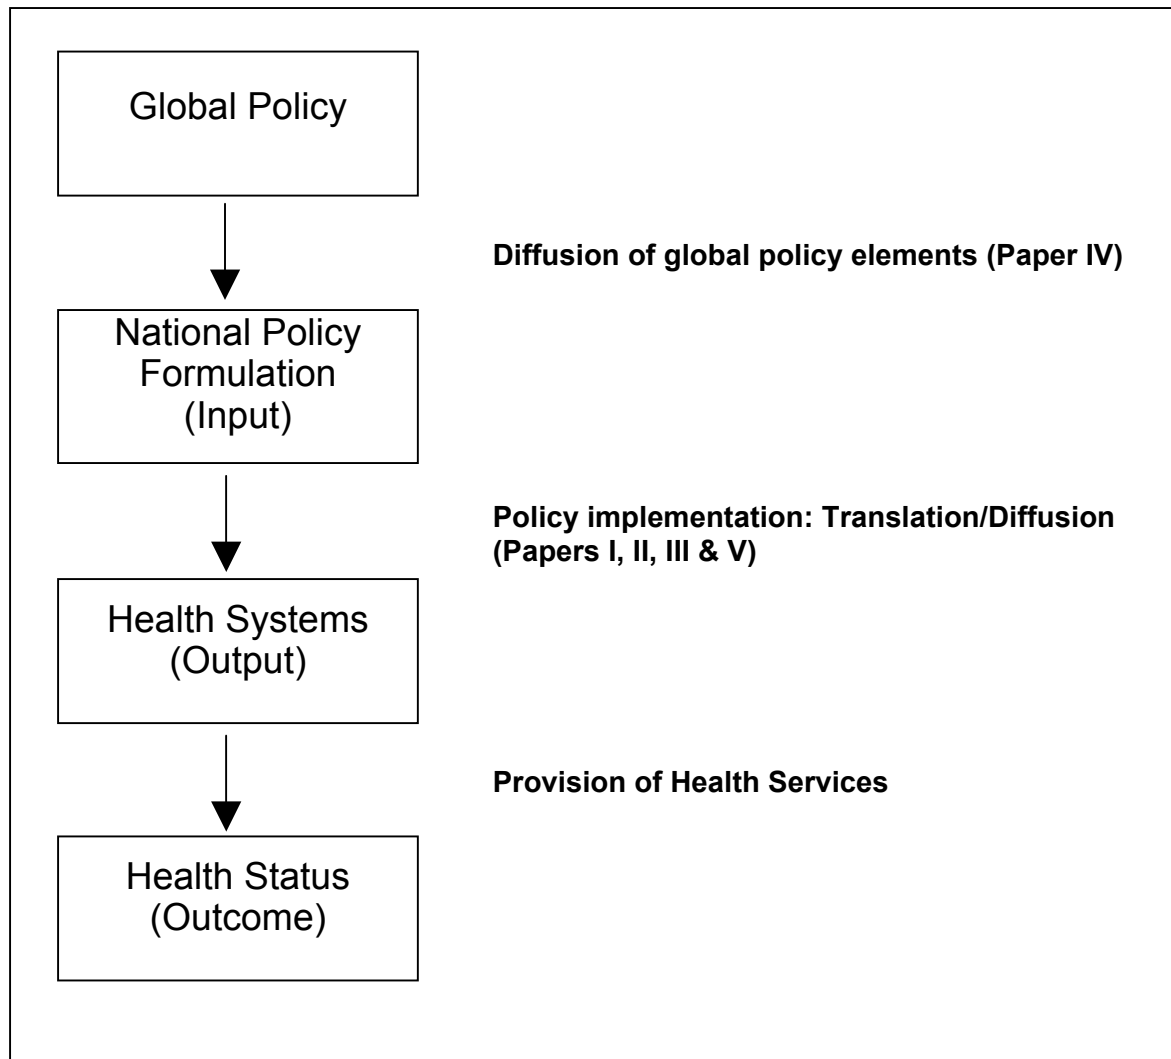 Global Policy
Diffusion of global policy elements (Paper IV)
National Policy
Formulation
(Input)
Policy implementation: Translation/Diffusion
(Papers I, II, III & V)
Health Systems
(Output)
Provision of Health Services
Health Status
(Outcome)